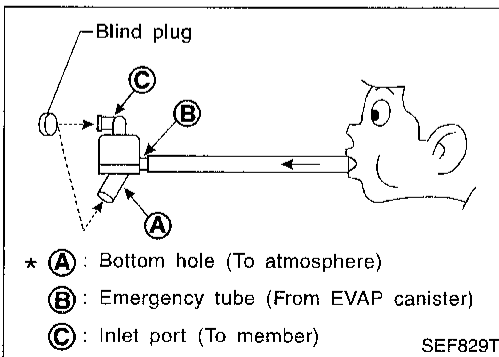 Blind plug
C
B
A
* A : Bottom hole (To atmosphere)
B : Emergency tube (From EVAP canister)
C : Inlet port (To member)
SEF829T